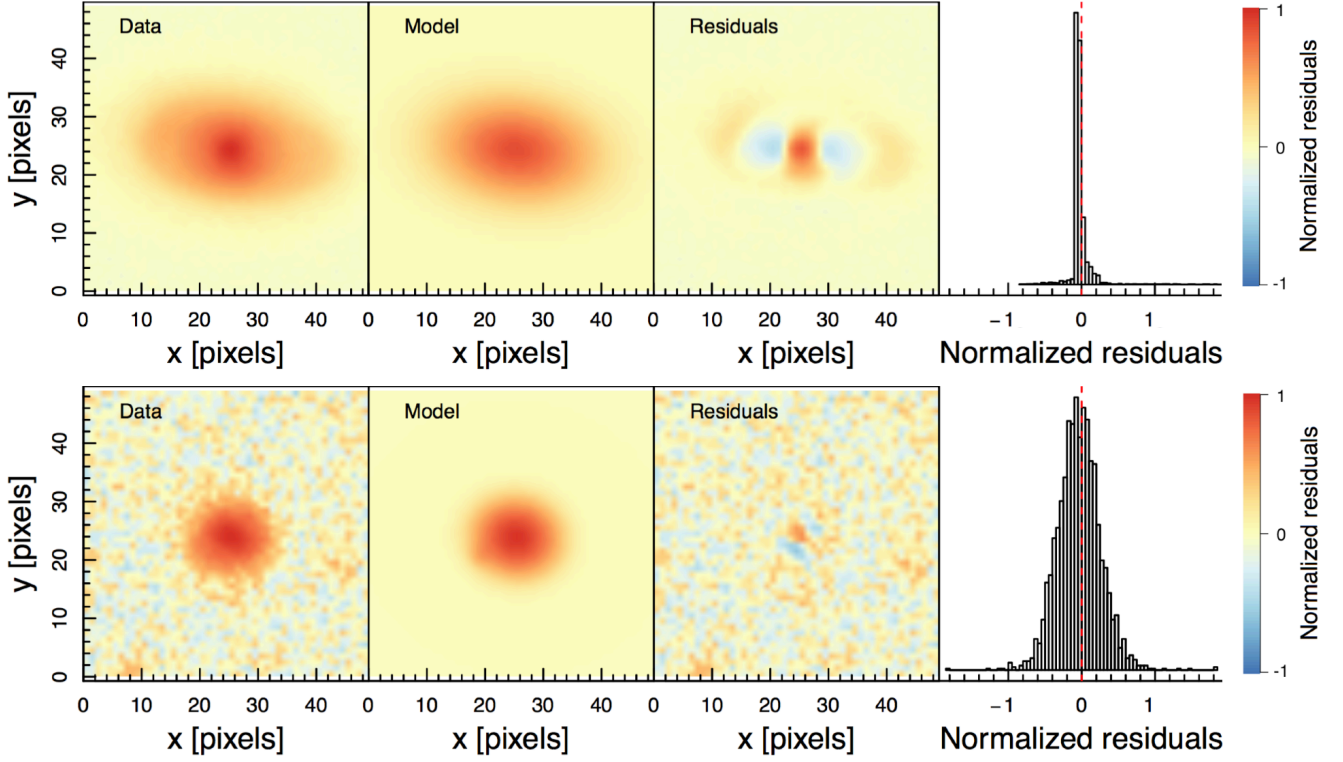 Data
Model
Residuals
y [pixels]
0 10 20 30 40
0 10 20 30 40
0 10 20 30 40
0 10 20 30 40
x [pixels]
x [pixels]
x [pixels]
−1 0 1
Normalized residuals
1
0
-1
Normalized residuals
Data
Model
Residuals
y [pixels]
0 10 20 30 40
0 10 20 30 40
0 10 20 30 40
0 10 20 30 40
x [pixels]
x [pixels]
x [pixels]
−1 0 1
Normalized residuals
1
0
-1
Normalized residuals